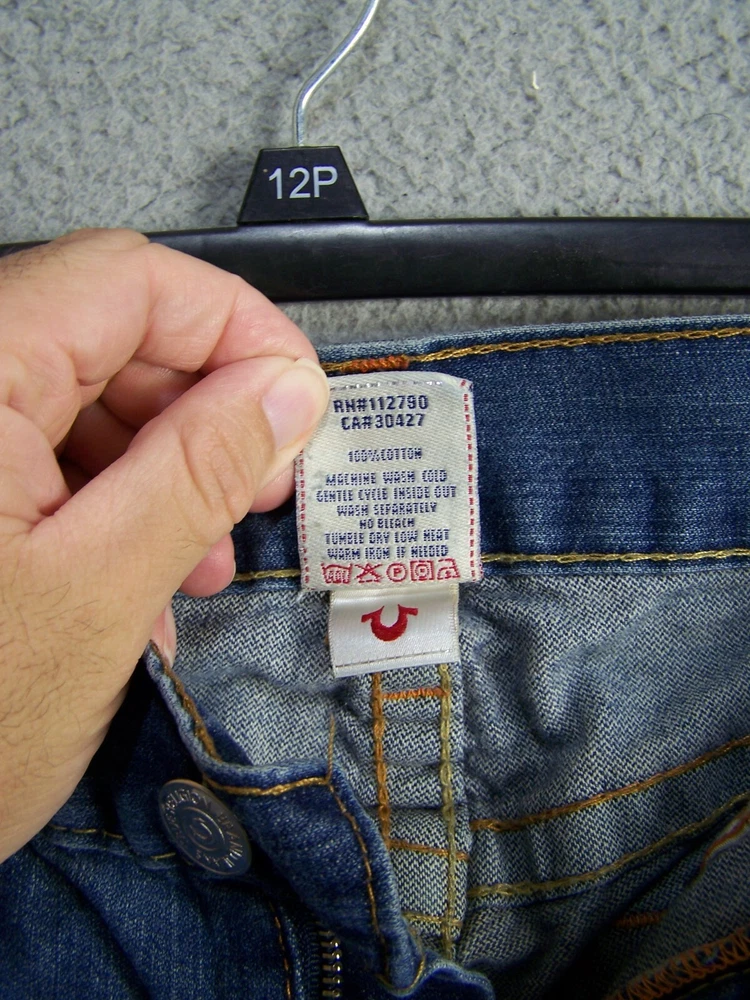 12P
RN#112790
CA#30427
100%COTTON
MACHINE WASH COLD
GENTLE CYCLE INSIDE OUT
WASH SEPARATELY
NO BLEACH
TUMBLE DRY LOW HEAT
WARM IRON IF NEEDED